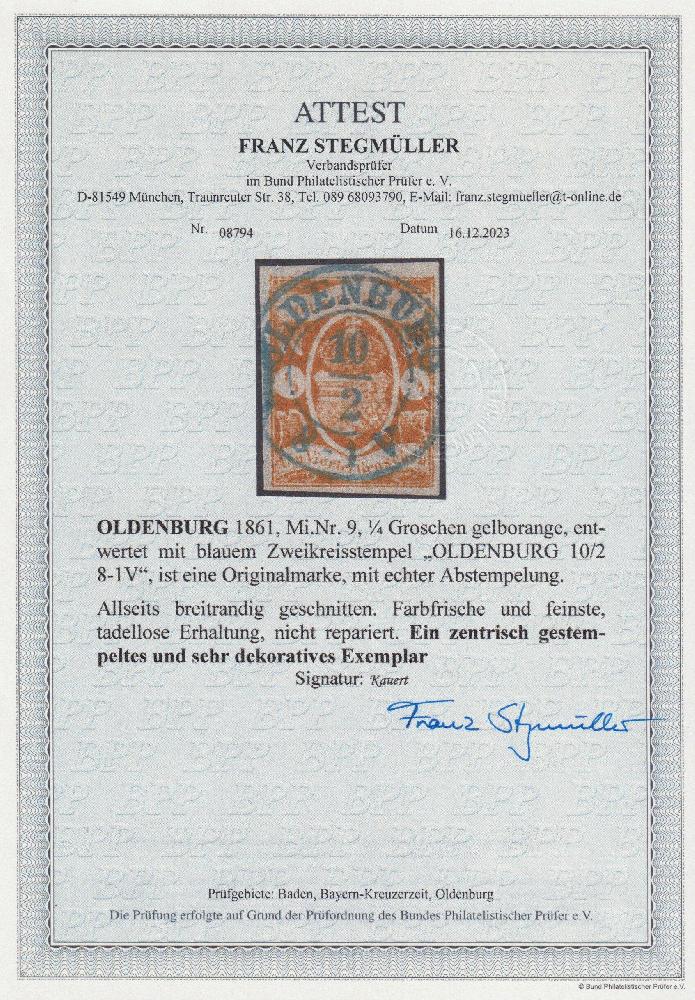 ATTEST
FRANZ STEGMÜLLER
Verbandsprüfer
im Bund Philatelistischer Prüfer e. V.
D-81549 München, Traunreuter Str. 38, Tel. 089 68093790, E-Mail: franz.stegmueller@t-online.de
Nr. 08794 Datum 16.12.2023
OLDENBURG
10
2
8-1V
OLDENBURG 1861, Mi.Nr. 9, ¼ Groschen gelborange, ent-
wertet mit blauem Zweikreisstempel „OLDENBURG 10/2
8-1V“, ist eine Originalmarke, mit echter Abstempelung.
Allseits breitrandig geschnitten. Farbfrische und feinste,
tadellose Erhaltung, nicht repariert. Ein zentrisch gestem-
peltes und sehr dekoratives Exemplar
Signatur: Kauert
Franz Stegmüller
Prüfgebiete: Baden, Bayern-Kreuzerzeit, Oldenburg
Die Prüfung erfolgte auf Grund der Prüfordnung des Bundes Philatelistischer Prüfer e.V.
© Bund Philatelistischer Prüfer e.V.